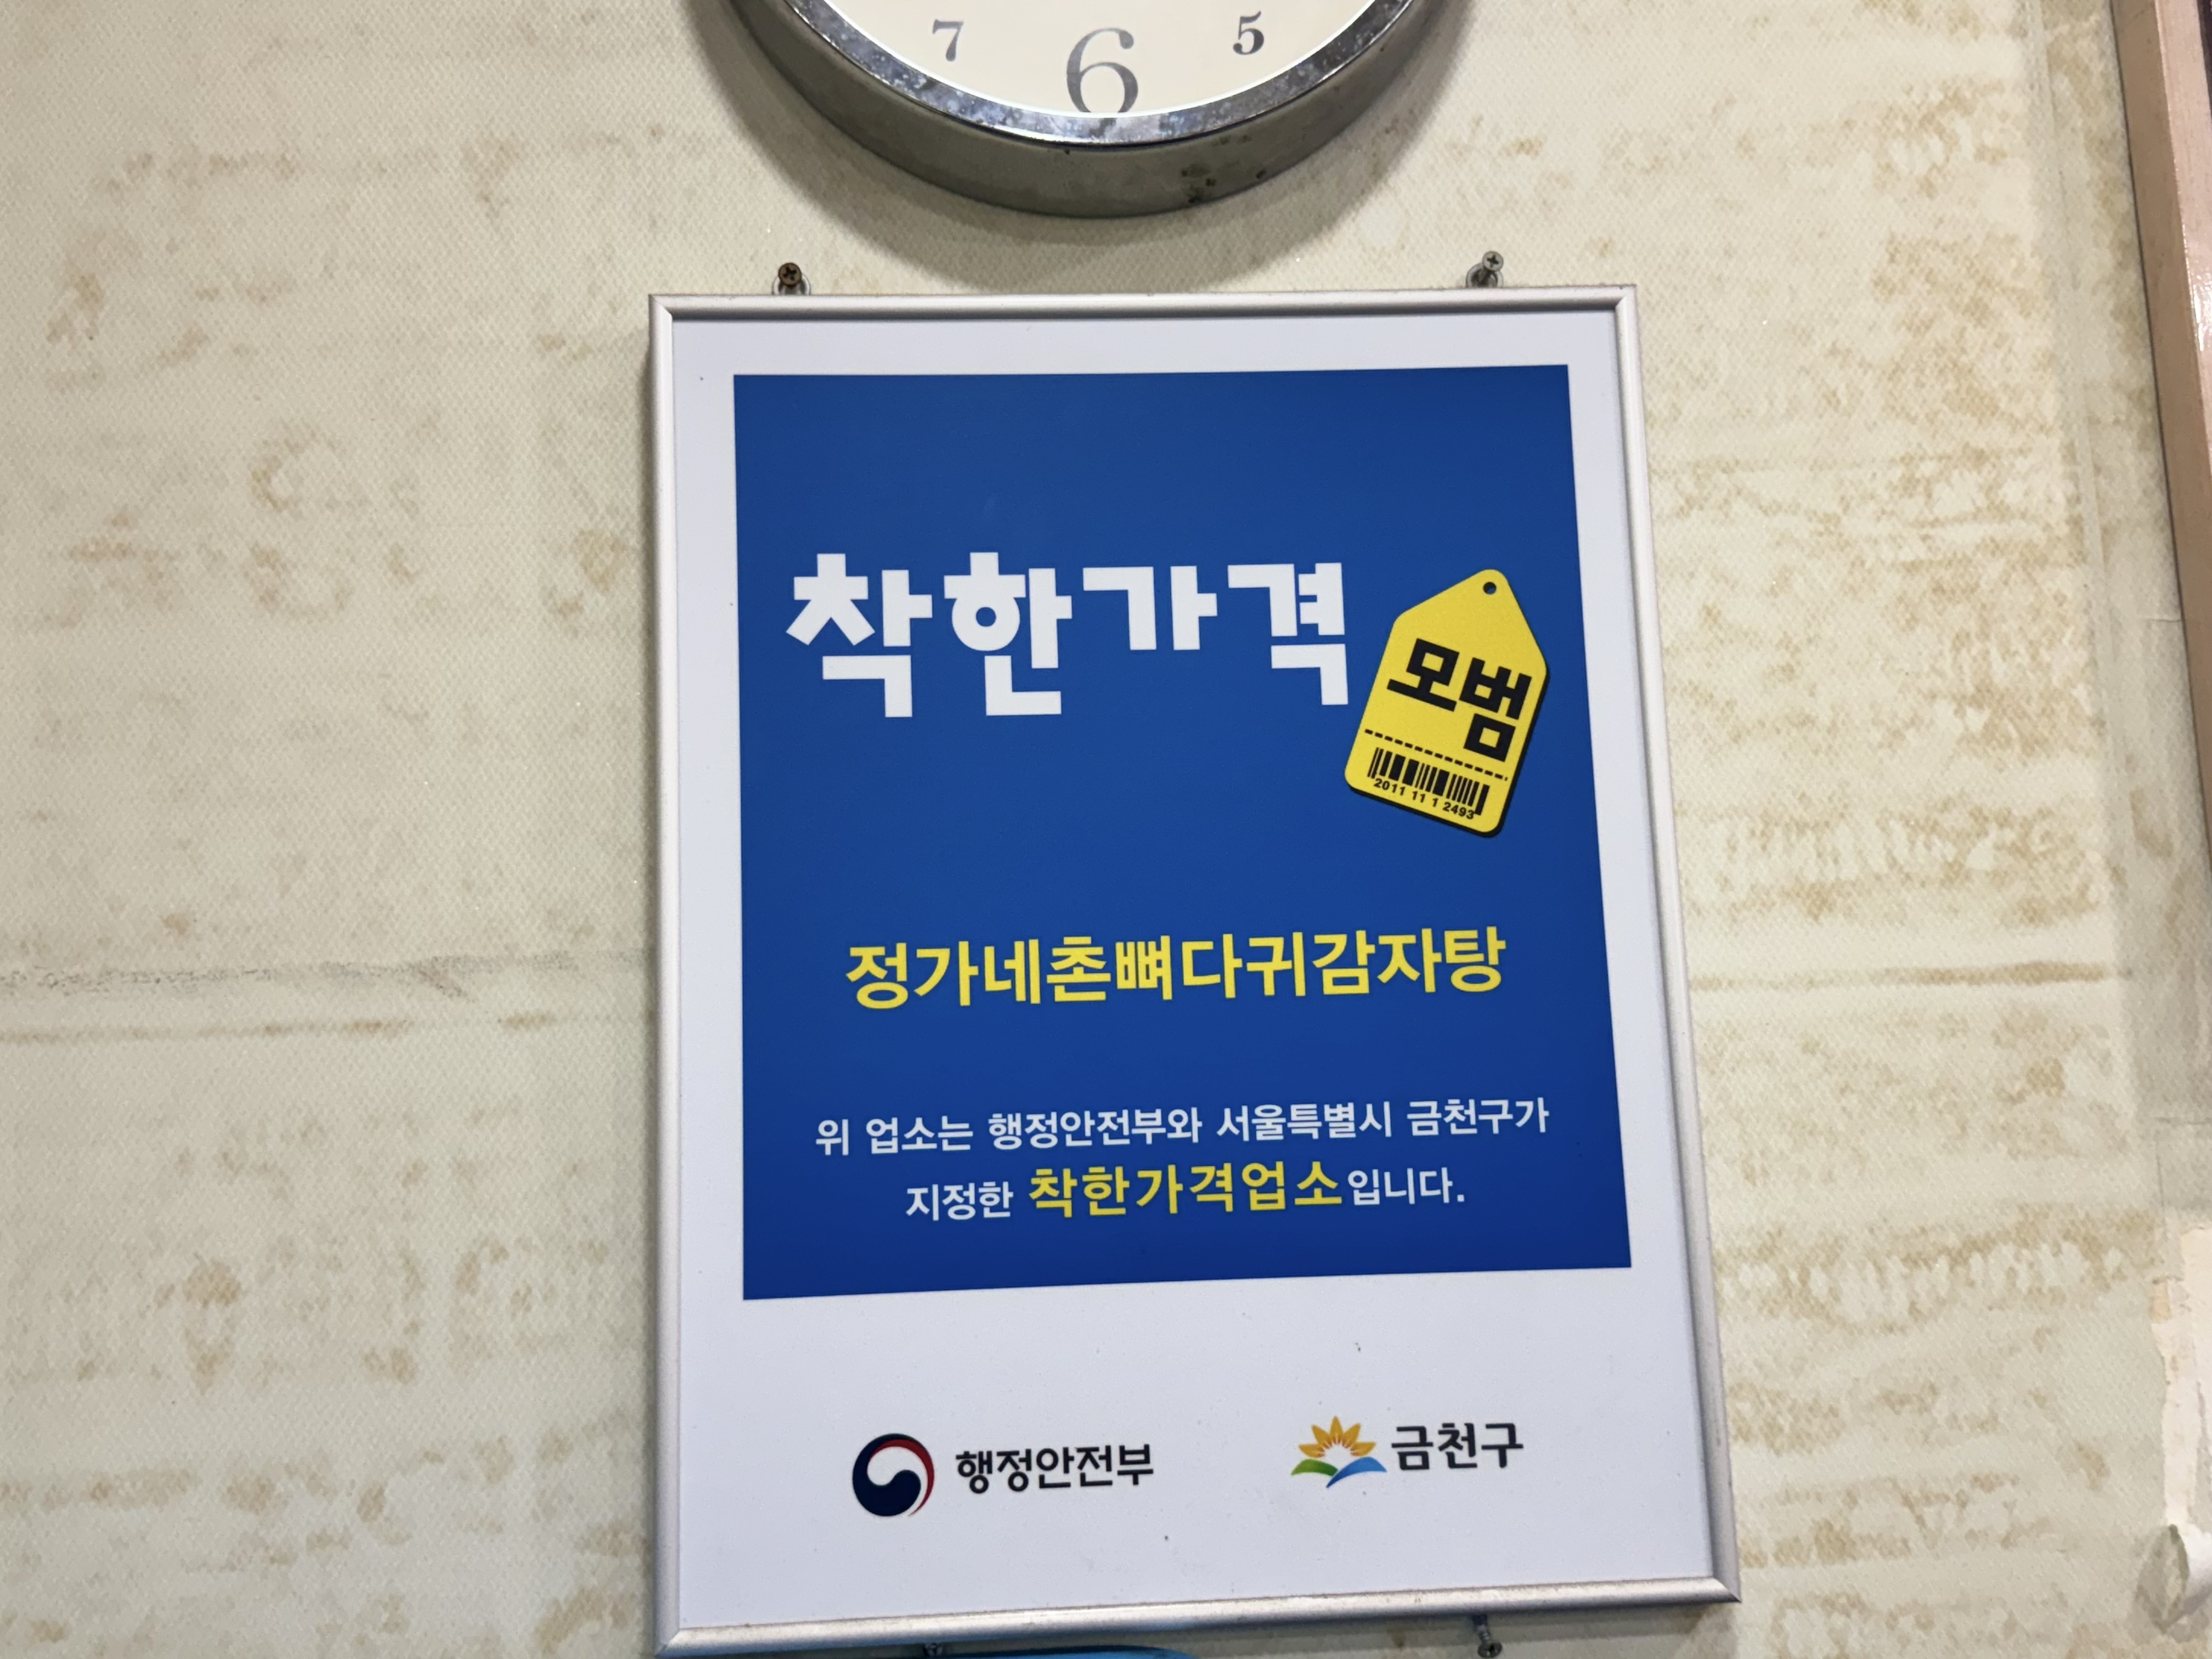 7 6 5
착한가격
모범
2011 11 1 2493
정가네촌뼈다귀감자탕
위 업소는 행정안전부와 서울특별시 금천구가
지정한 착한가격업소입니다.
행정안전부 금천구